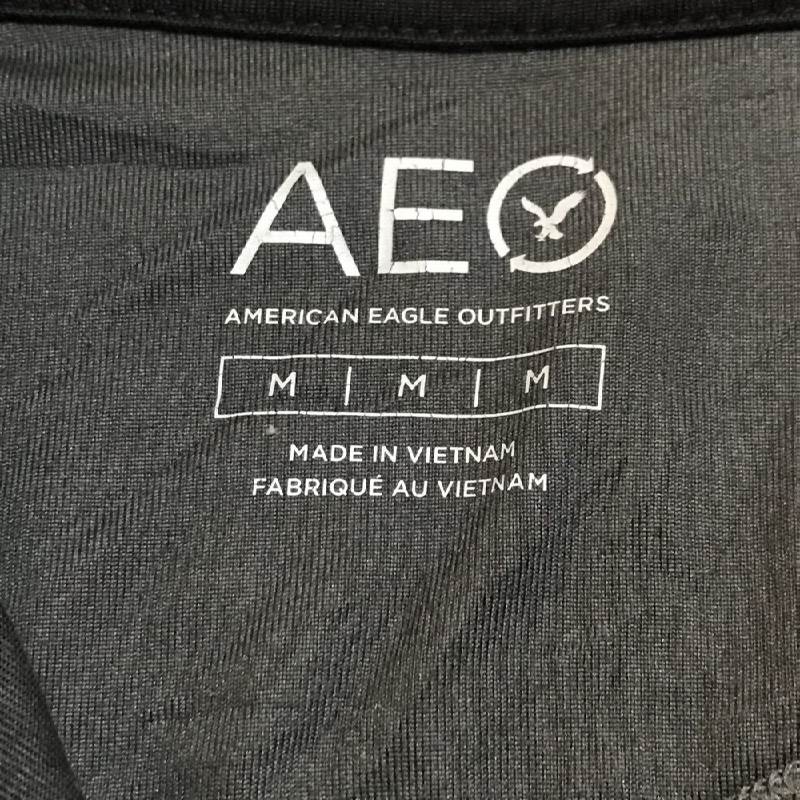 AEO
AMERICAN EAGLE OUTFITTERS
M | M | M
MADE IN VIETNAM
FABRIQUÉ AU VIETNAM